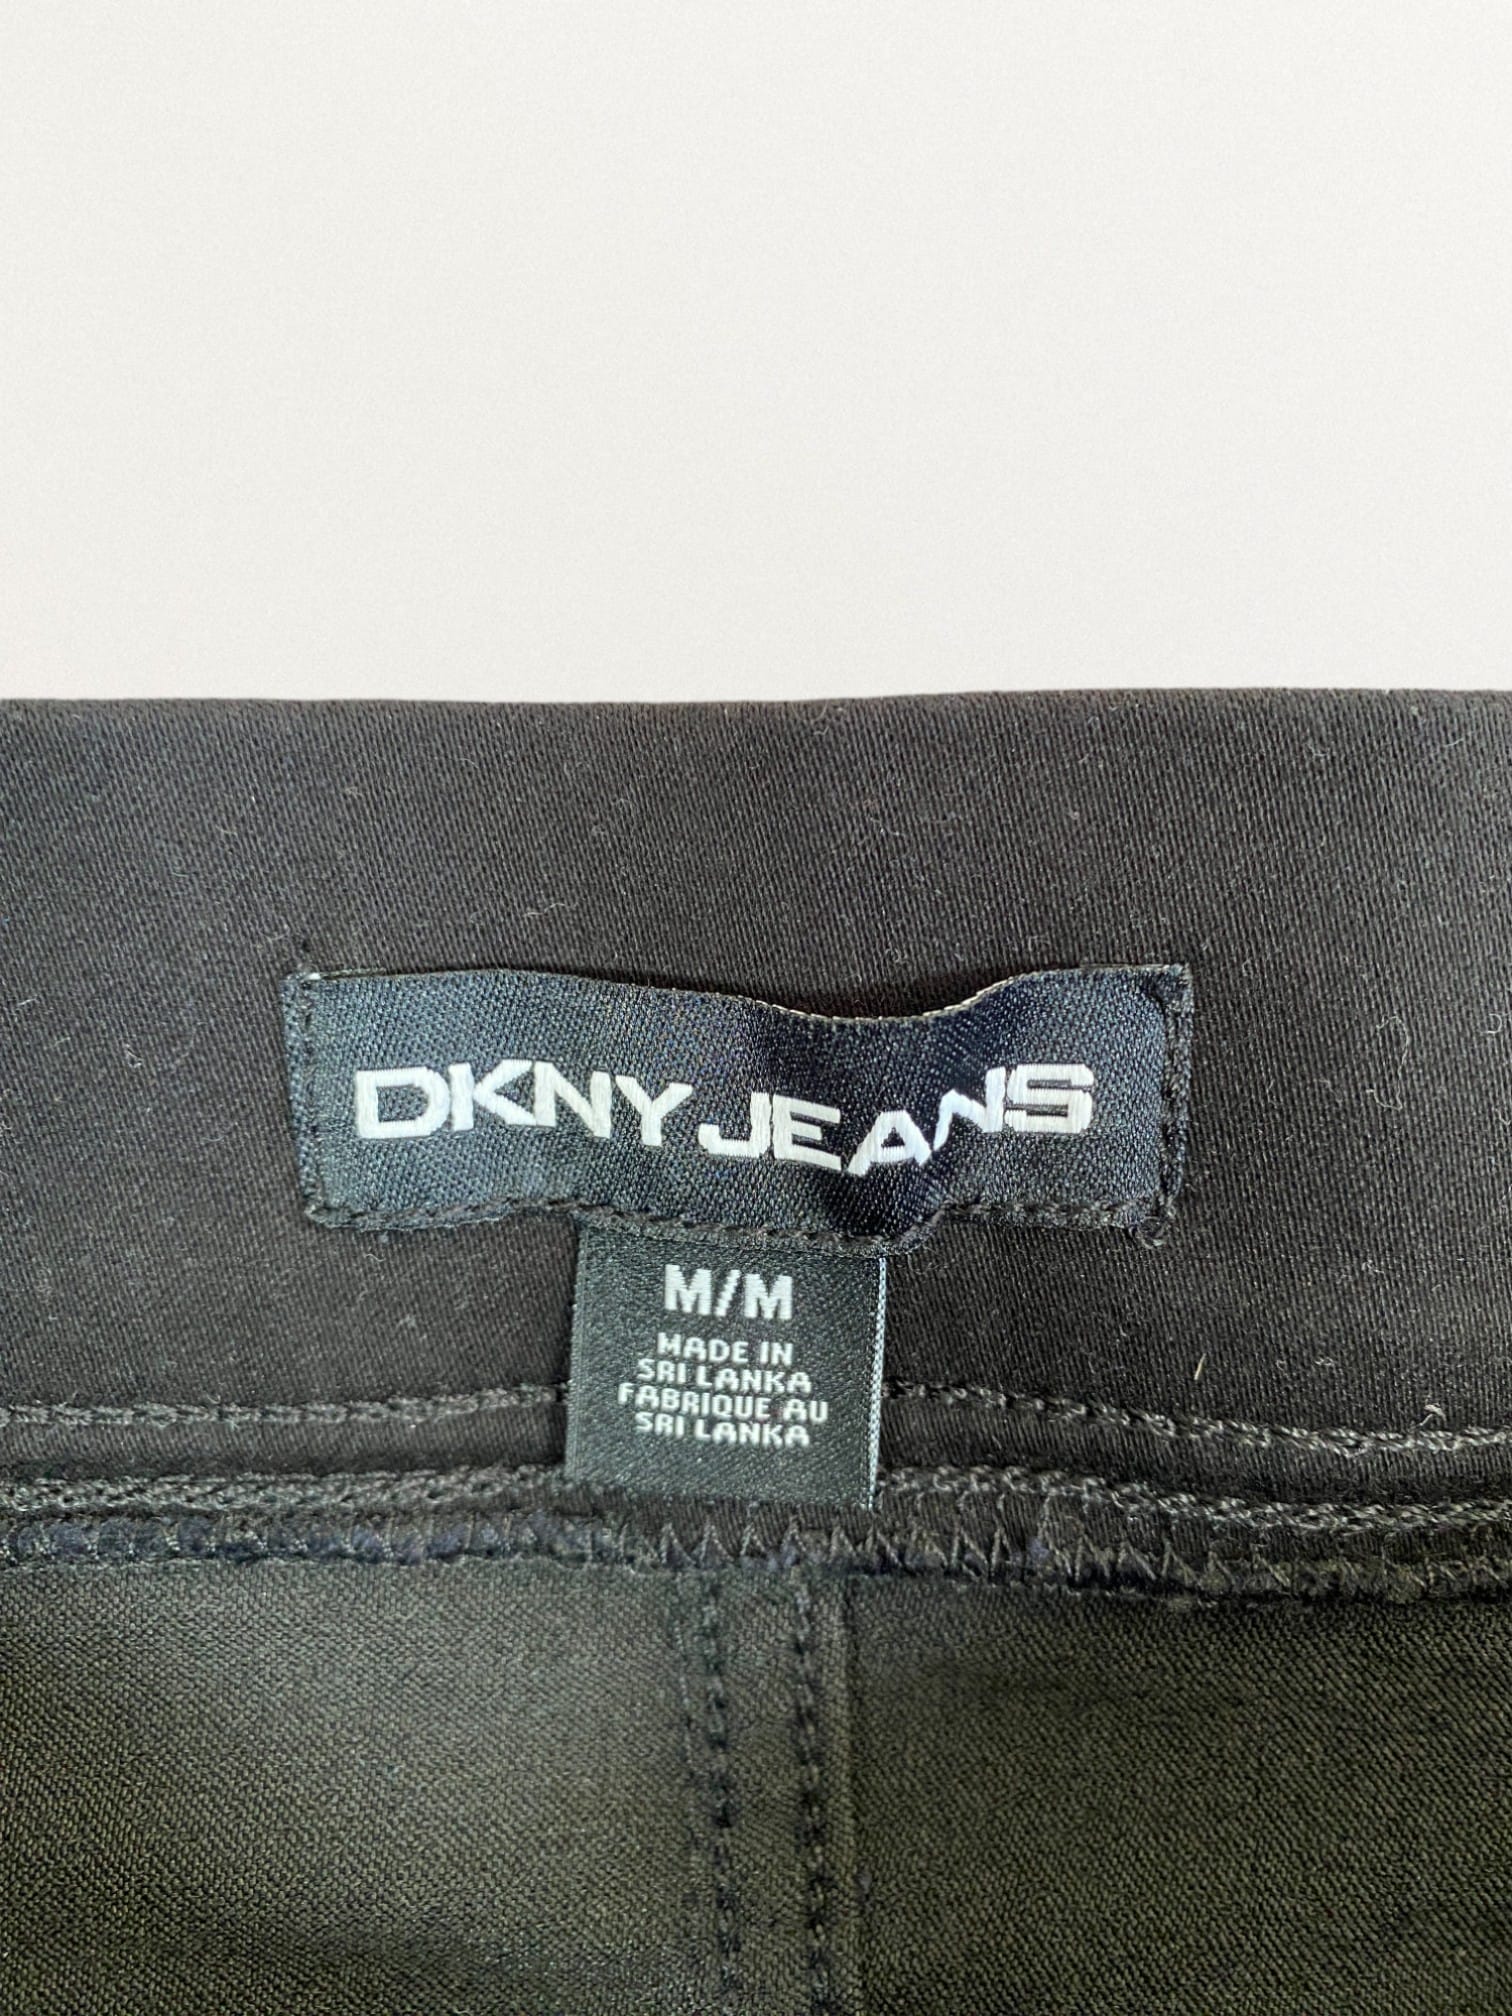 DKNY JEANS
M/M
MADE IN
SRI LANKA
FABRIQUE AU
SRI LANKA